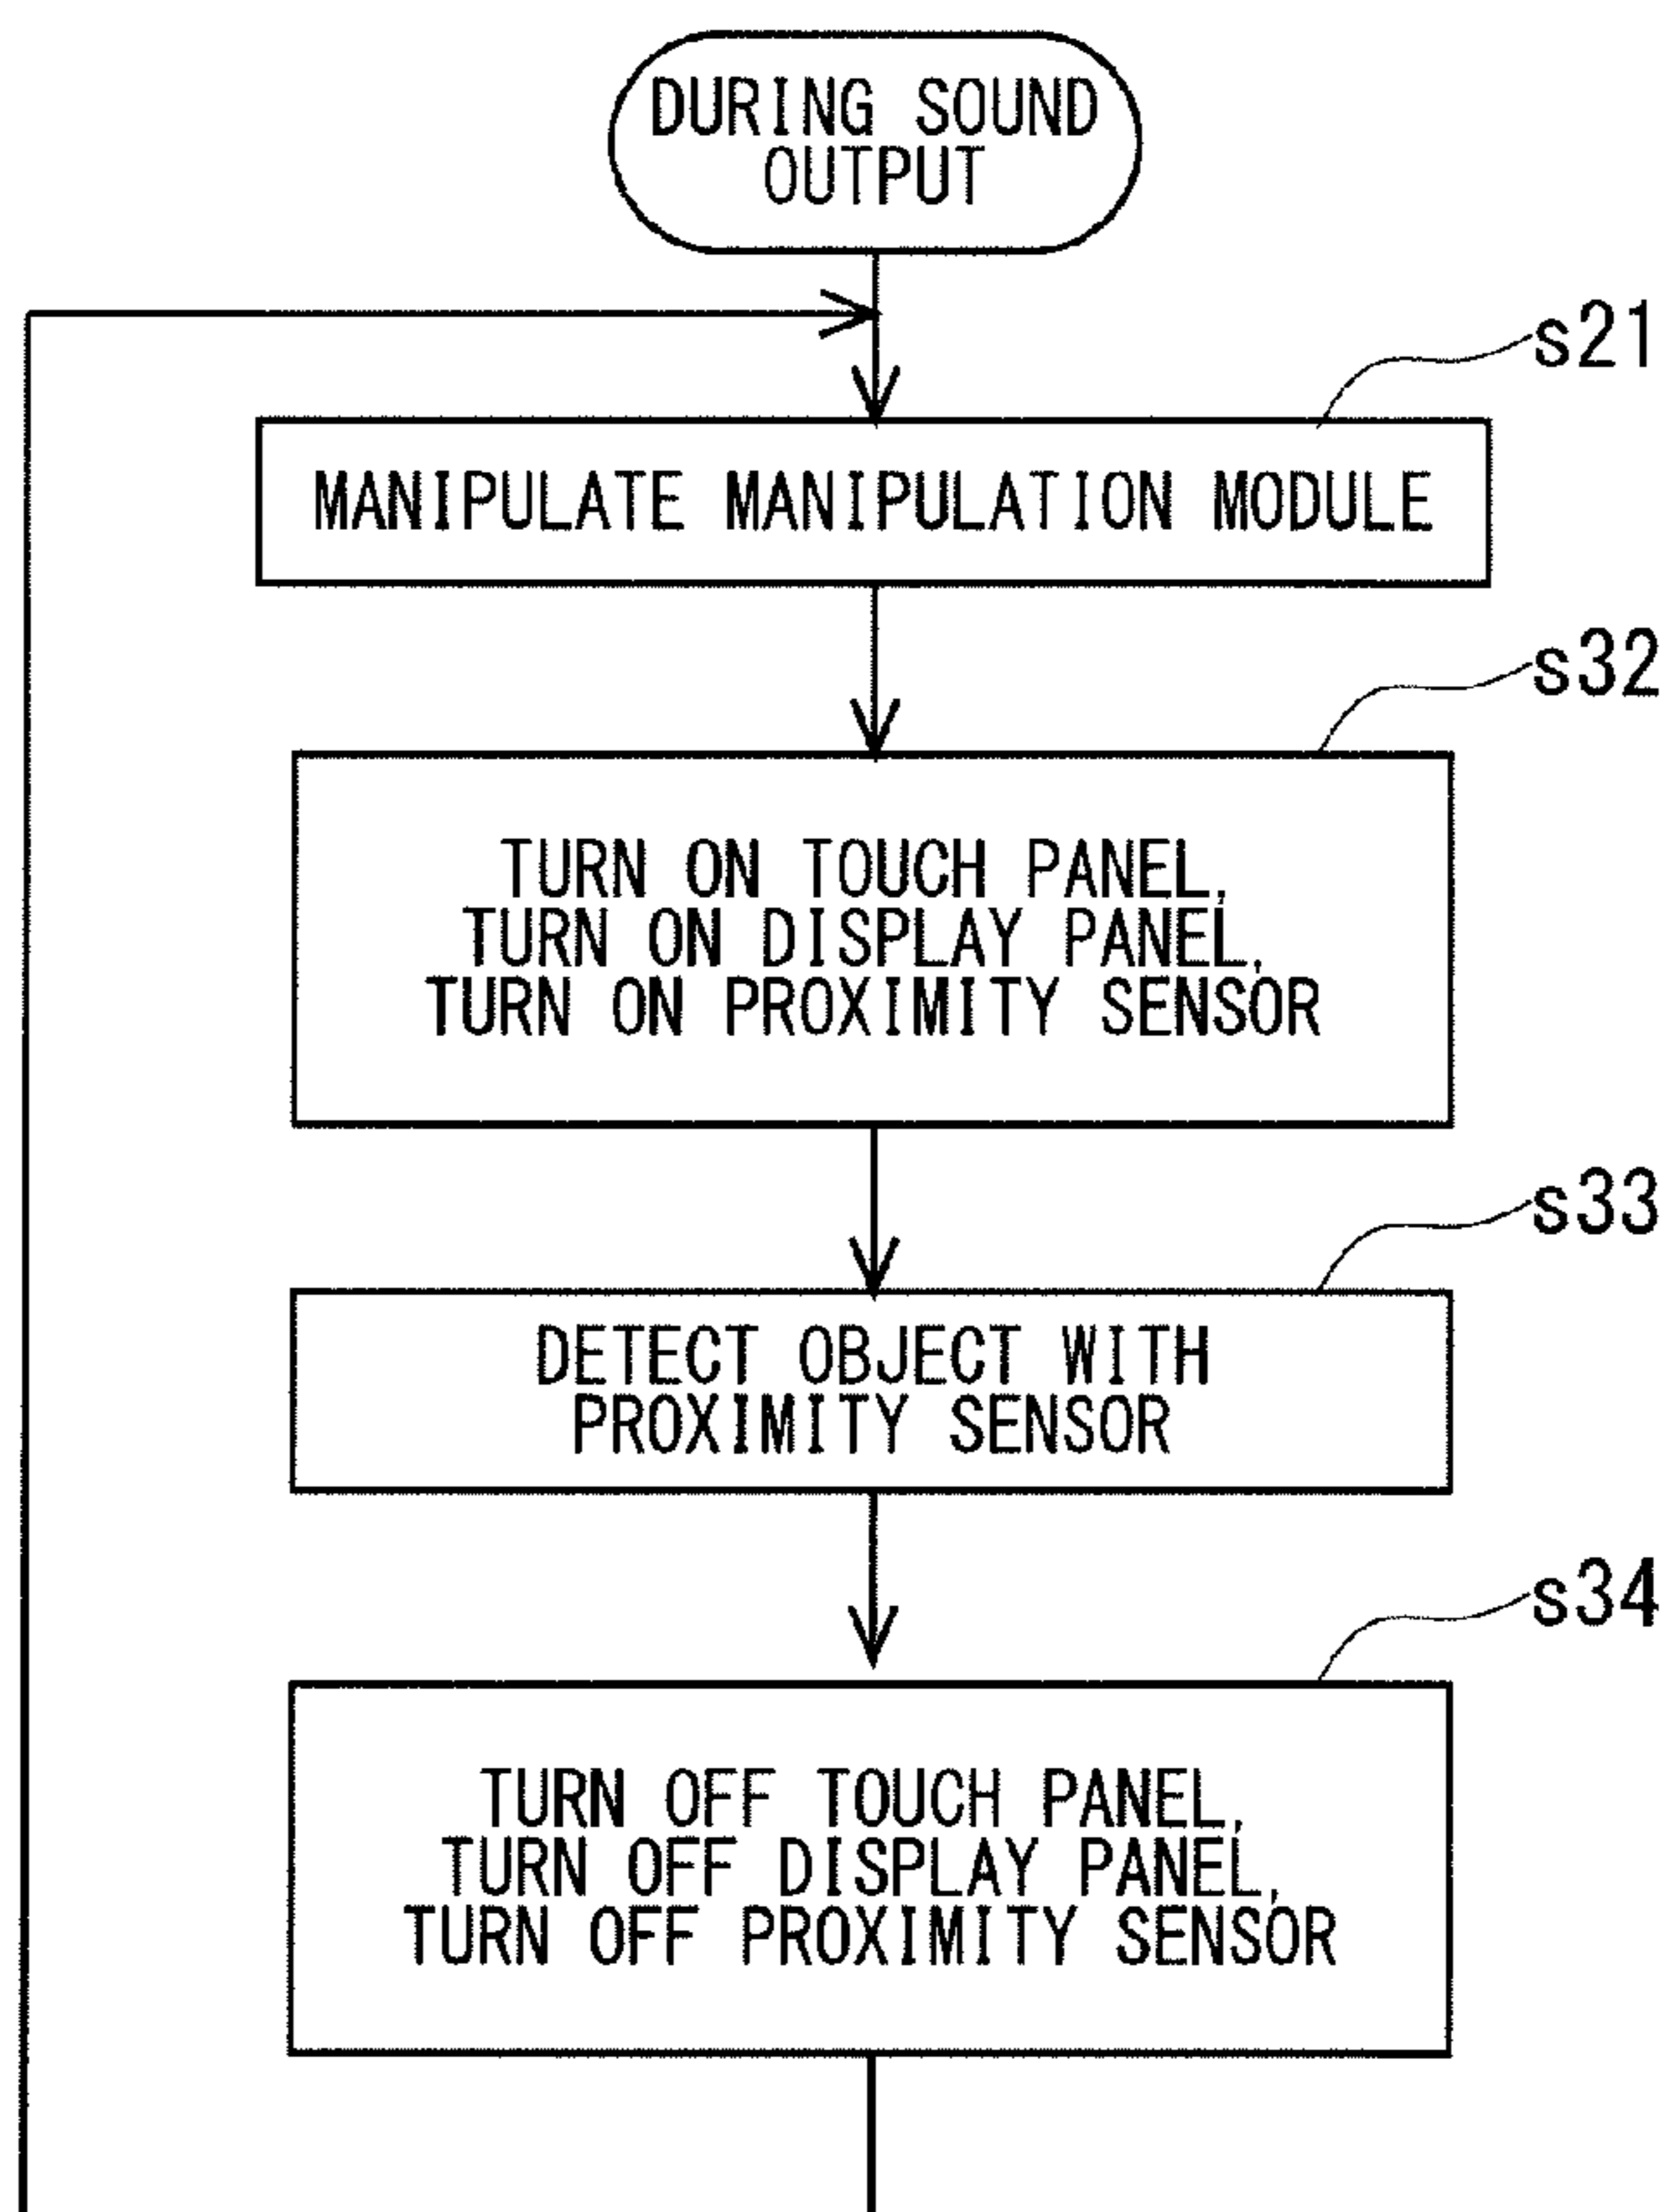 DURING SOUND
OUTPUT
s21
MANIPULATE MANIPULATION MODULE
s32
TURN ON TOUCH PANEL,
TURN ON DISPLAY PANEL,
TURN ON PROXIMITY SENSOR
s33
DETECT OBJECT WITH
PROXIMITY SENSOR
s34
TURN OFF TOUCH PANEL,
TURN OFF DISPLAY PANEL,
TURN OFF PROXIMITY SENSOR